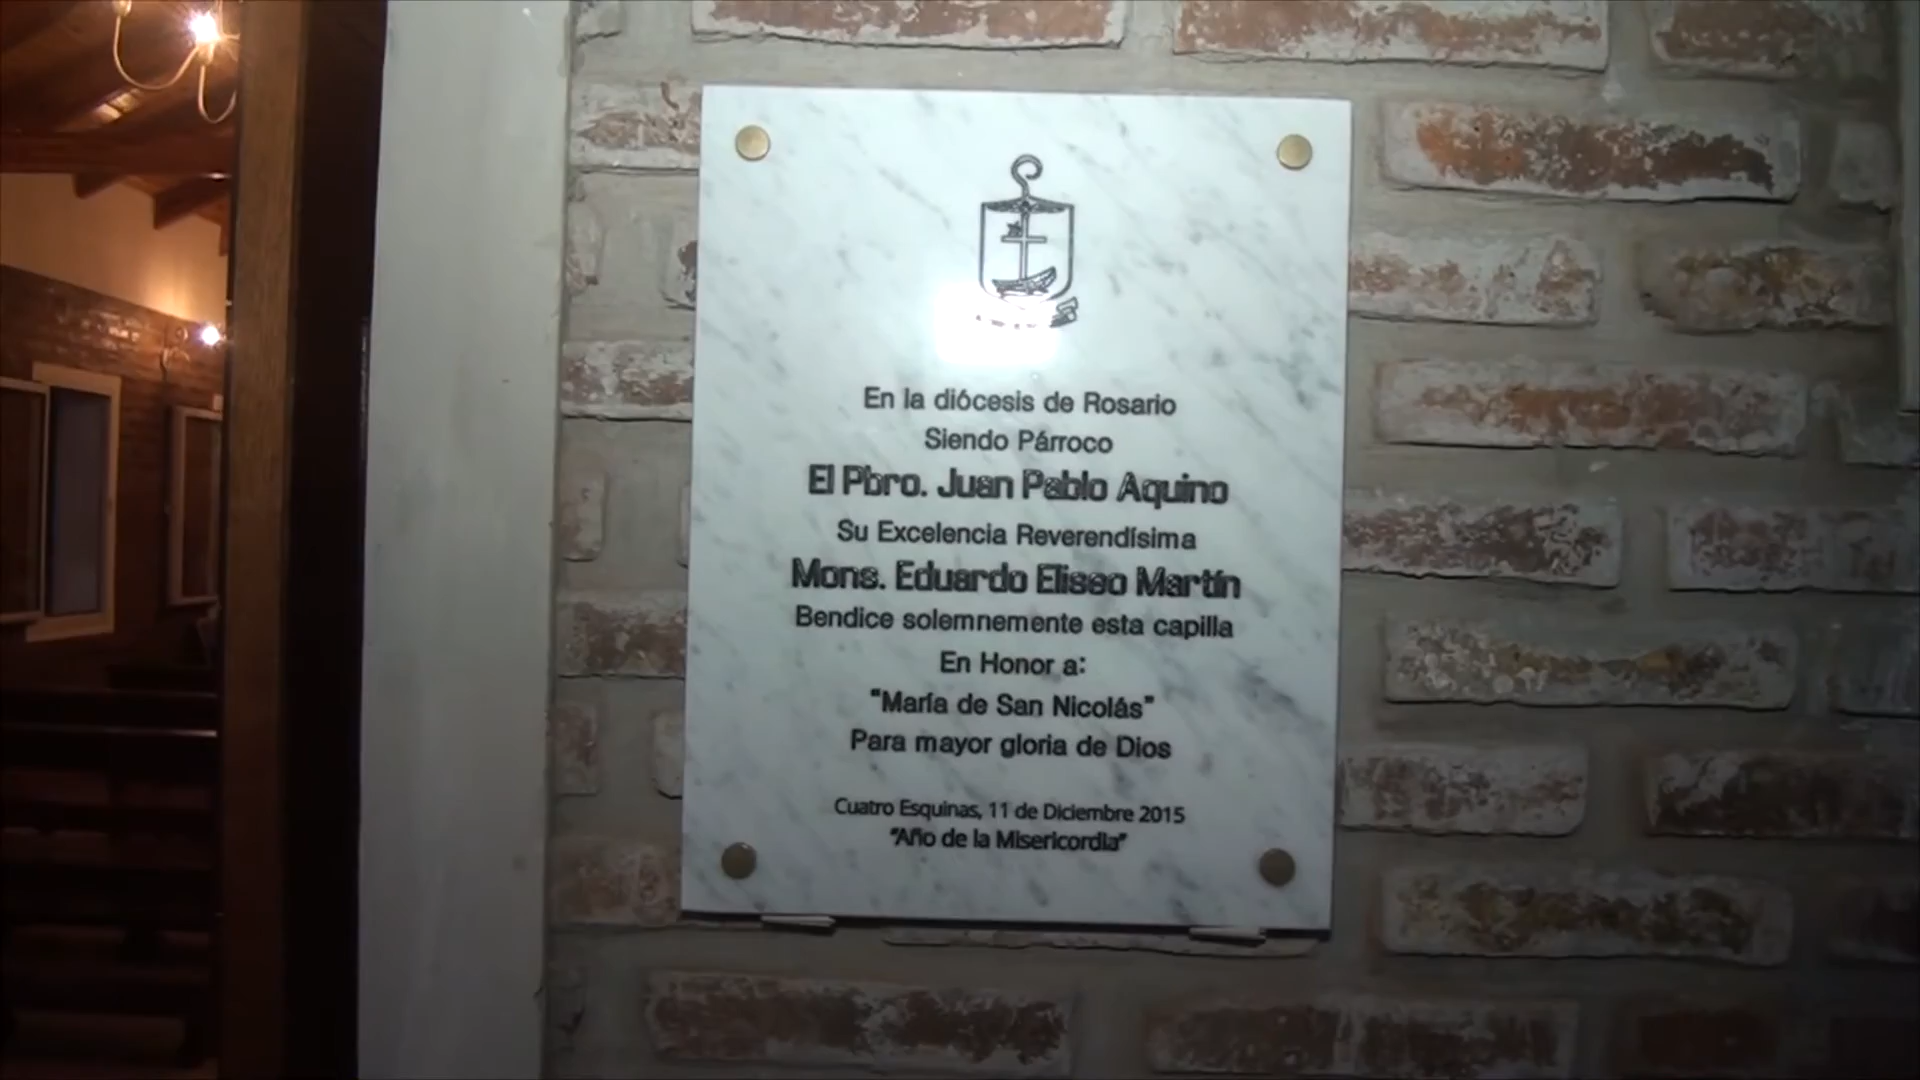 En la diócesis de Rosario
Siendo Párroco
El Pbro. Juan Pablo Aquino
Su Excelencia Reverendísima
Mons. Eduardo Eliseo Martín
Bendice solemnemente esta capilla
En Honor a:
"María de San Nicolás"
Para mayor gloria de Dios
Cuatro Esquinas, 11 de Diciembre 2015
"Año de la Misericordia"